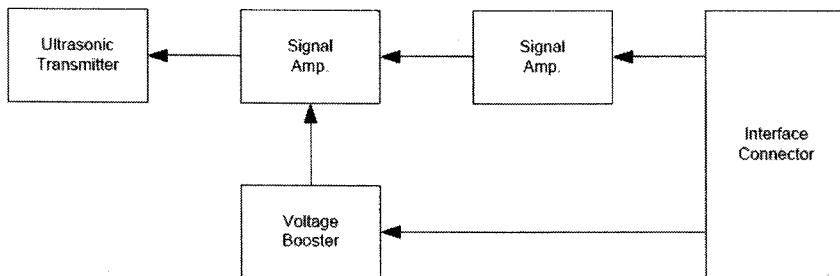 Ultrasonic
Transmitter
Signal
Amp.
Signal
Amp.
Interface
Connector
Voltage
Booster